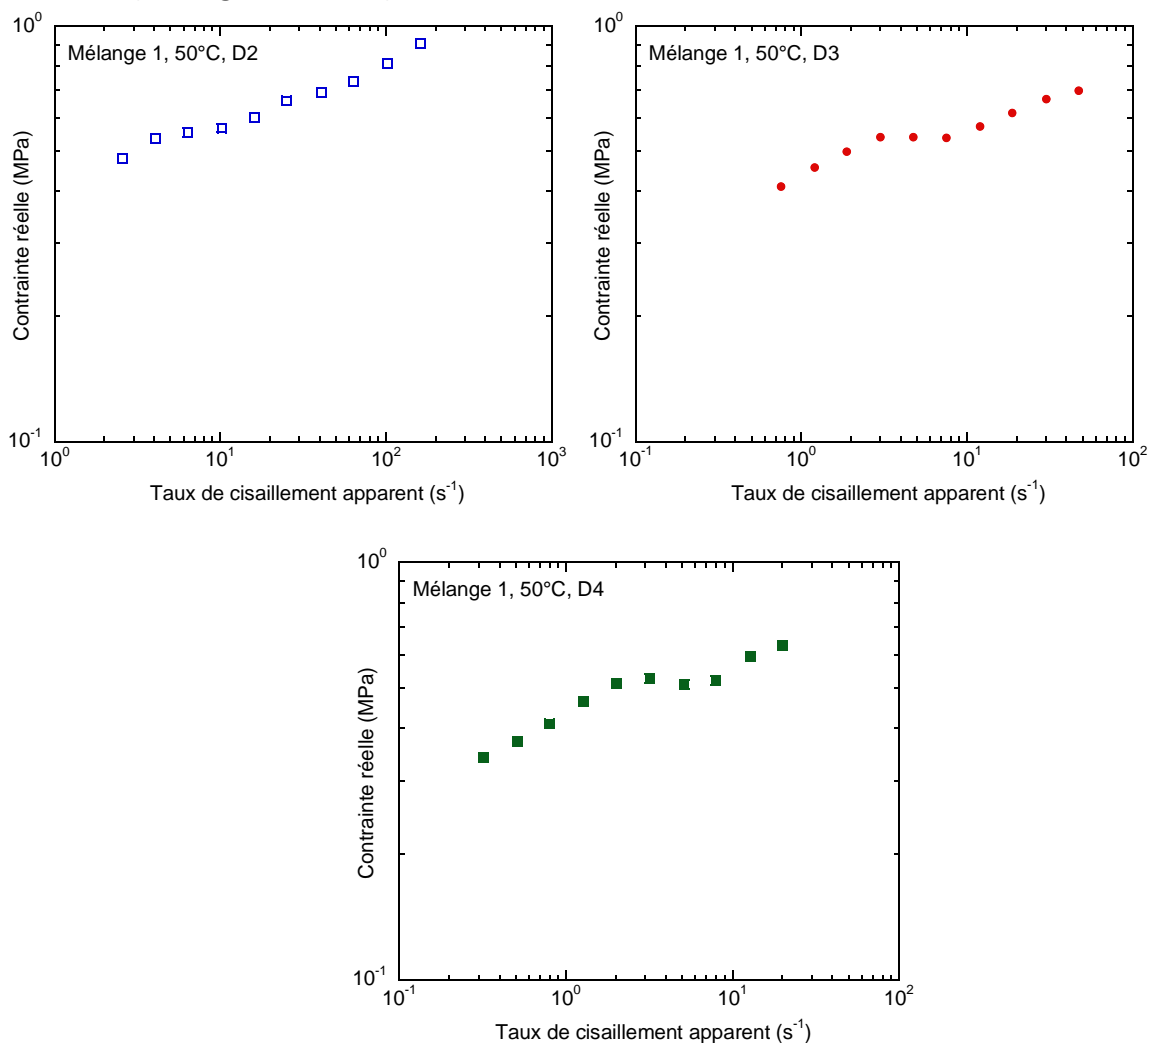 Mélange 1, 50°C, D2
Contrainte réelle (MPa)
10^0
10^-1
10^0
10^1
10^2
10^3
Taux de cisaillement apparent (s^-1)
Mélange 1, 50°C, D3
Contrainte réelle (MPa)
10^0
10^-1
10^-1
10^0
10^1
10^2
Taux de cisaillement apparent (s^-1)
Mélange 1, 50°C, D4
Contrainte réelle (MPa)
10^0
10^-1
10^-1
10^0
10^1
10^2
Taux de cisaillement apparent (s^-1)